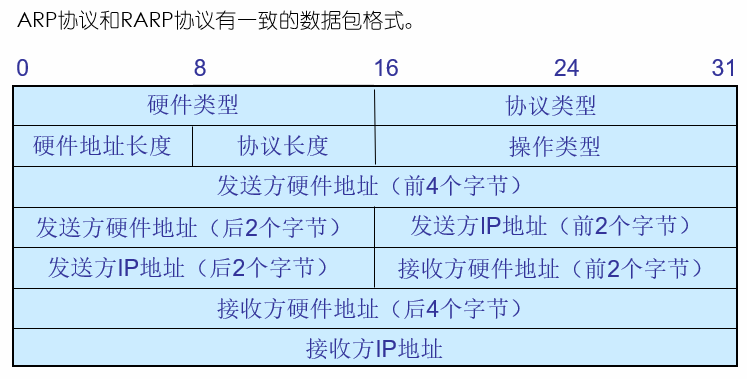 ARP协议和RARP协议有一致的数据包格式。
0 8 16 24 31
硬件类型 协议类型
硬件地址长度 协议长度 操作类型
发送方硬件地址（前4个字节）
发送方硬件地址（后2个字节） 发送方IP地址（前2个字节）
发送方IP地址（后2个字节） 接收方硬件地址（前2个字节）
接收方硬件地址（后4个字节）
接收方IP地址